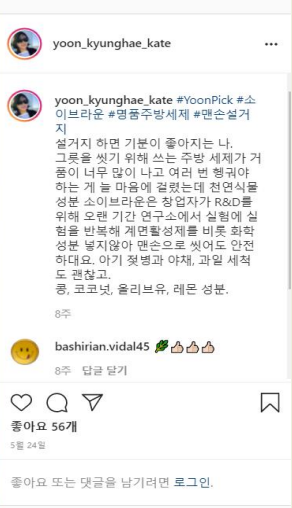 yoon_kyunghae_kate
yoon_kyunghae_kate #YoonPick #소
이브라운 #명품주방세제 #맨손설거
지
설거지 하면 기분이 좋아지는 나.
그릇을 씻기 위해 쓰는 주방 세제가 거
품이 너무 많이 나고 여러 번 헹궈야
하는 게 늘 마음에 걸렸는데 천연식물
성분 소이브라운은 창업자가 R&D를
위해 오랜 기간 연구소에서 실험에 실
험을 반복해 계면활성제를 비롯 화학
성분 넣지않아 맨손으로 씻어도 안전
하대요. 아기 젖병과 야채, 과일 세척
도 괜찮고.
콩, 코코넛, 올리브유, 레몬 성분.
8주
bashirian.vidal45 🌿👍🏻👍🏻👍🏻
8주 답글 달기
좋아요 56개
5월 24일
좋아요 또는 댓글을 남기려면 로그인.